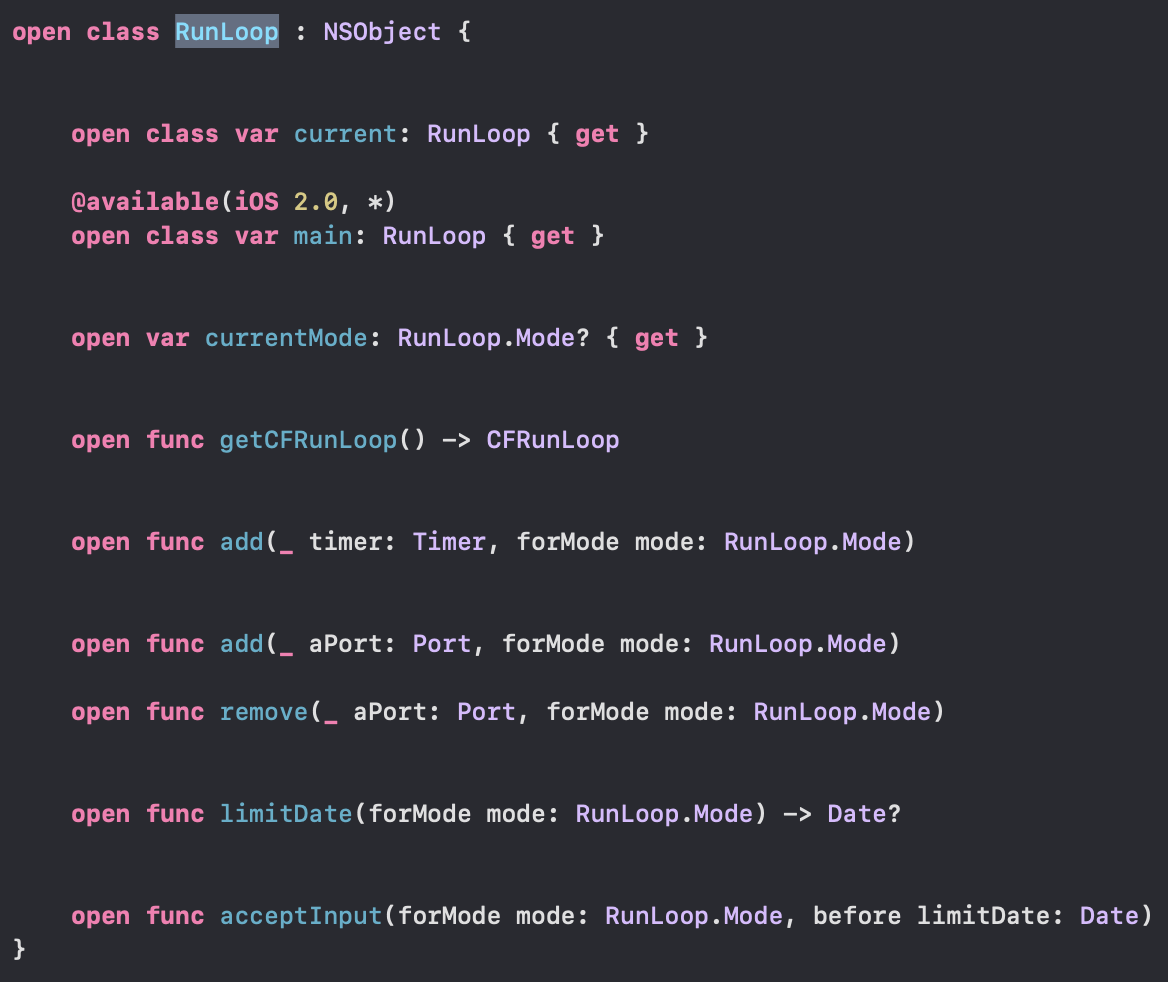 open class RunLoop : NSObject {
open class var current: RunLoop { get }
@available(iOS 2.0, *)
open class var main: RunLoop { get }
open var currentMode: RunLoop.Mode? { get }
open func getCFRunLoop() -> CFRunLoop
open func add(_ timer: Timer, forMode mode: RunLoop.Mode)
open func add(_ aPort: Port, forMode mode: RunLoop.Mode)
open func remove(_ aPort: Port, forMode mode: RunLoop.Mode)
open func limitDate(forMode mode: RunLoop.Mode) -> Date?
open func acceptInput(forMode mode: RunLoop.Mode, before limitDate: Date)
}